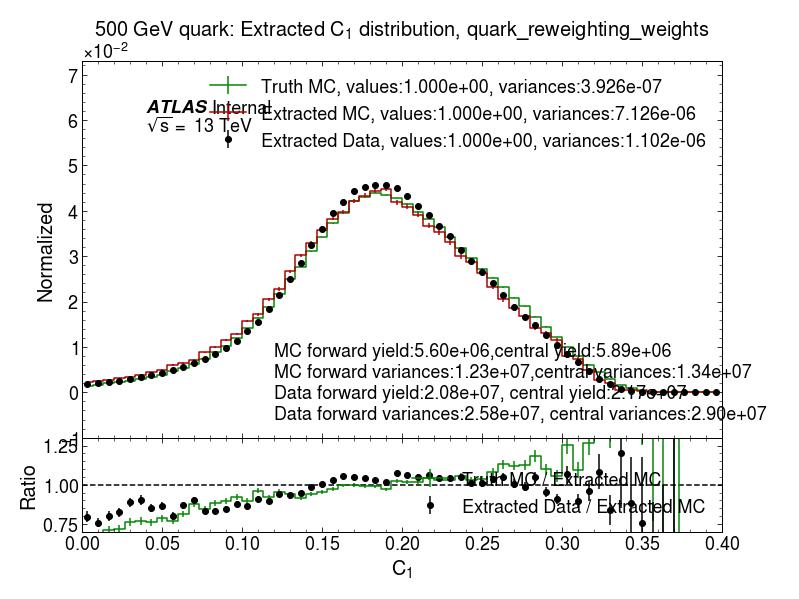 500 GeV quark: Extracted C₁ distribution, quark_reweighting_weights
×10⁻²
Truth MC, values:1.000e+00, variances:3.926e-07
ATLAS Internal
Extracted MC, values:1.000e+00, variances:7.126e-06
√s = 13 TeV
Extracted Data, values:1.000e+00, variances:1.102e-06
7
6
5
4
3
2
1
0
−1
Normalized
MC forward yield:5.60e+06,central yield:5.89e+06
MC forward variances:1.23e+07,central variances:1.34e+07
Data forward yield:2.08e+07, central yield:2.17e+07
Data forward variances:2.58e+07, central variances:2.90e+07
1.25
1.00
0.75
Ratio
Truth MC / Extracted MC
Extracted Data / Extracted MC
0.00 0.05 0.10 0.15 0.20 0.25 0.30 0.35 0.40
C₁